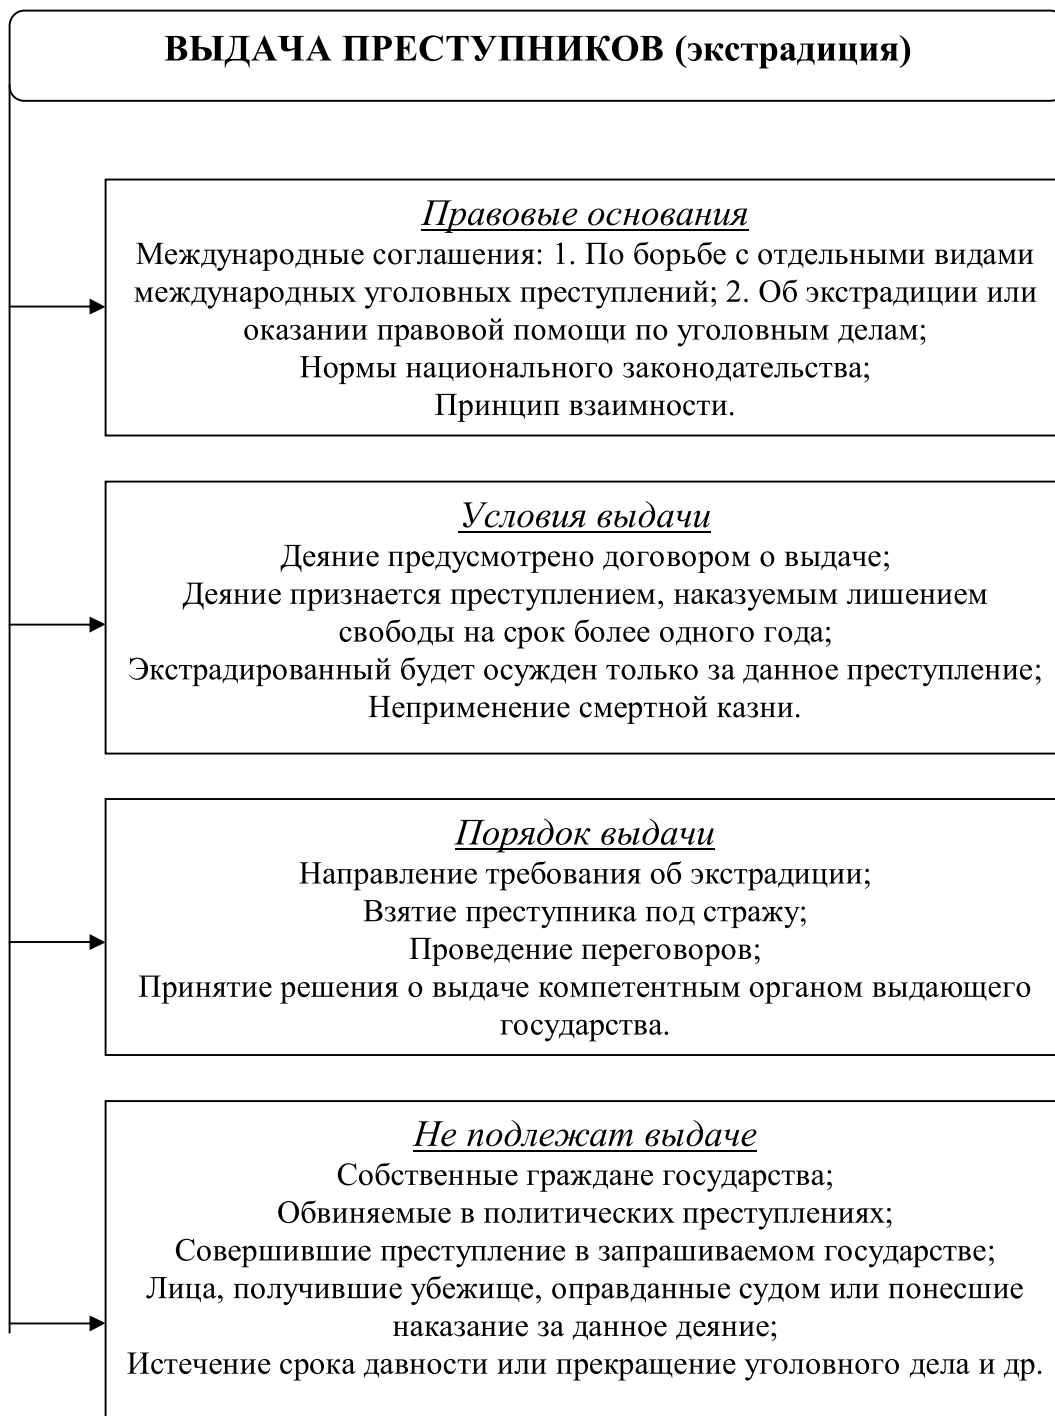 ВЫДАЧА ПРЕСТУПНИКОВ (экстрадиция)
Правовые основания
Международные соглашения: 1. По борьбе с отдельными видами
международных уголовных преступлений; 2. Об экстрадиции или
оказании правовой помощи по уголовным делам;
Нормы национального законодательства;
Принцип взаимности.
Условия выдачи
Деяние предусмотрено договором о выдаче;
Деяние признается преступлением, наказуемым лишением
свободы на срок более одного года;
Экстрадированный будет осужден только за данное преступление;
Неприменение смертной казни.
Порядок выдачи
Направление требования об экстрадиции;
Взятие преступника под стражу;
Проведение переговоров;
Принятие решения о выдаче компетентным органом выдающего
государства.
Не подлежат выдаче
Собственные граждане государства;
Обвиняемые в политических преступлениях;
Совершившие преступление в запрашиваемом государстве;
Лица, получившие убежище, оправданные судом или понесшие
наказание за данное деяние;
Истечение срока давности или прекращение уголовного дела и др.